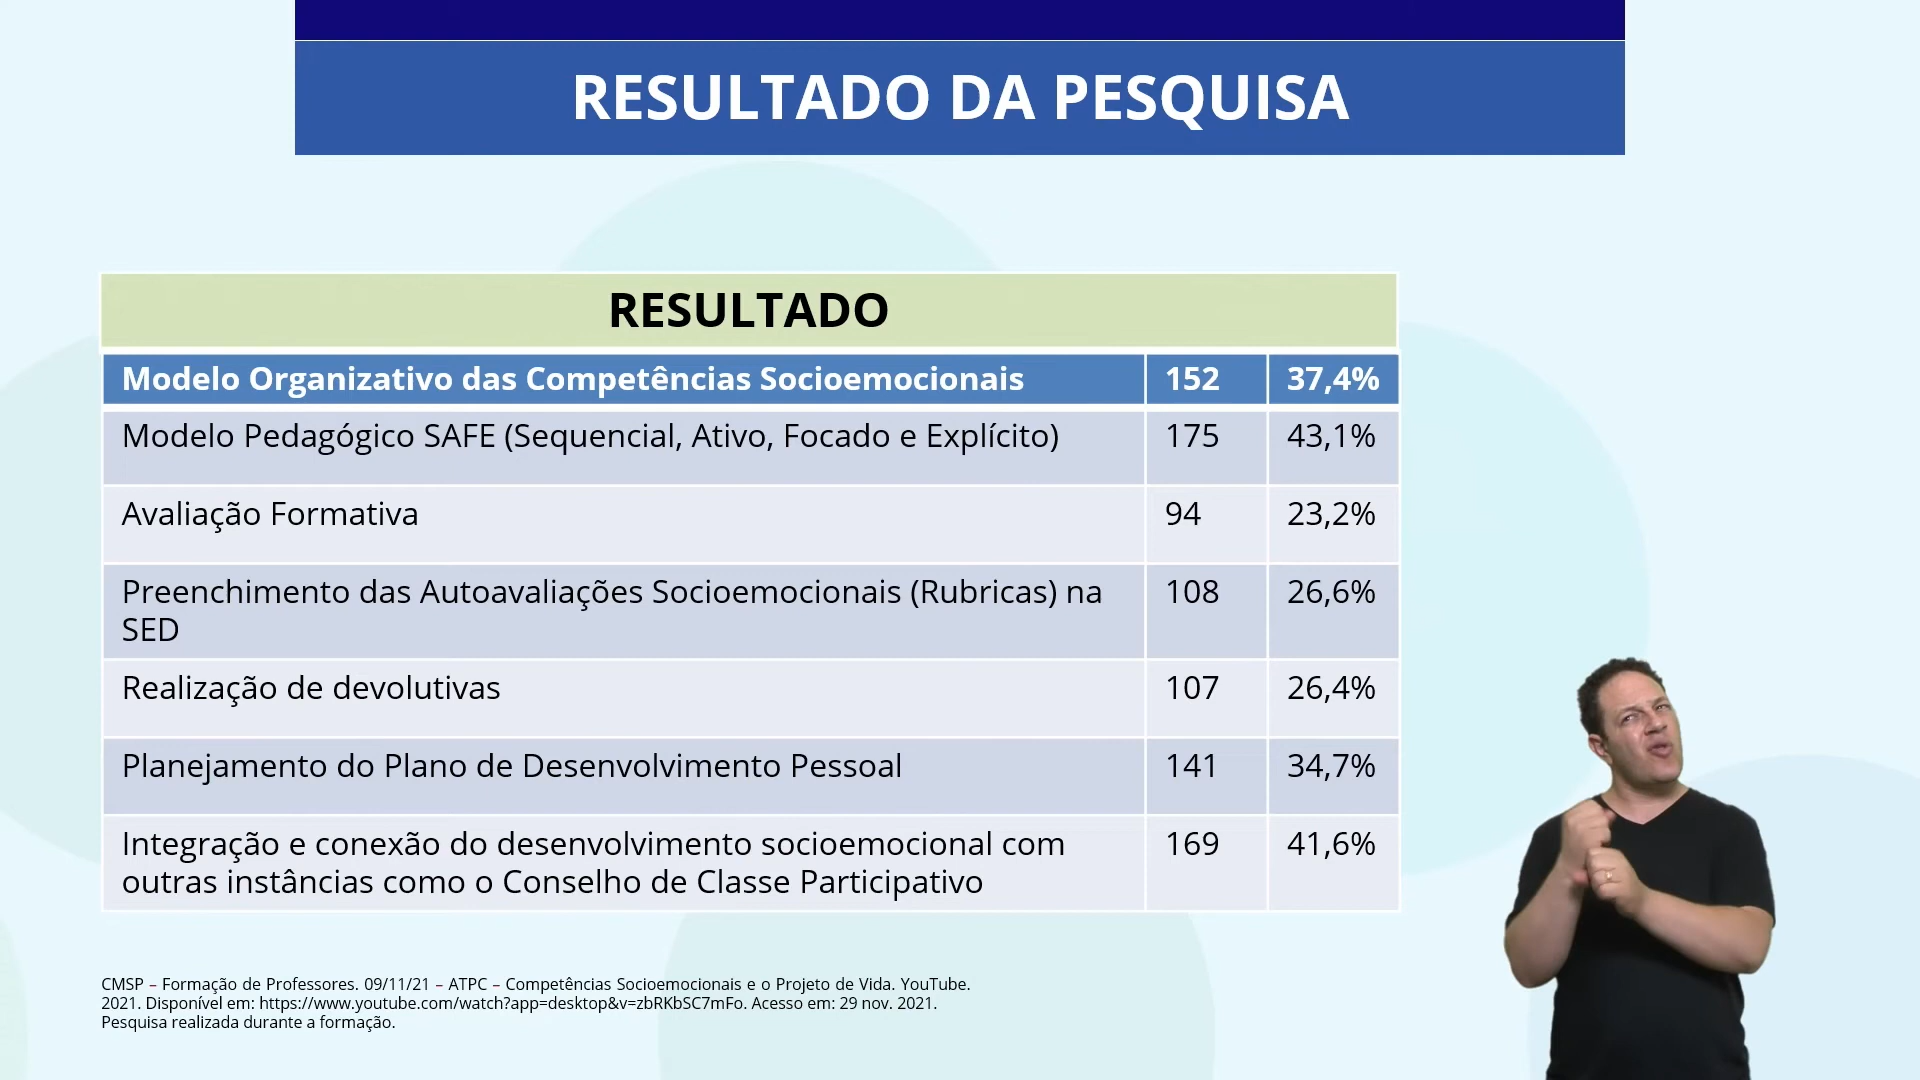 RESULTADO DA PESQUISA
RESULTADO
Modelo Organizativo das Competências Socioemocionais 152 37,4%
Modelo Pedagógico SAFE (Sequencial, Ativo, Focado e Explícito) 175 43,1%
Avaliação Formativa 94 23,2%
Preenchimento das Autoavaliações Socioemocionais (Rubricas) na 108 26,6%
SED
Realização de devolutivas 107 26,4%
Planejamento do Plano de Desenvolvimento Pessoal 141 34,7%
Integração e conexão do desenvolvimento socioemocional com 169 41,6%
outras instâncias como o Conselho de Classe Participativo
CMSP – Formação de Professores. 09/11/21 – ATPC – Competências Socioemocionais e o Projeto de Vida. YouTube.
2021. Disponível em: https://www.youtube.com/watch?app=desktop&v=zbRKbSC7mFo. Acesso em: 29 nov. 2021.
Pesquisa realizada durante a formação.